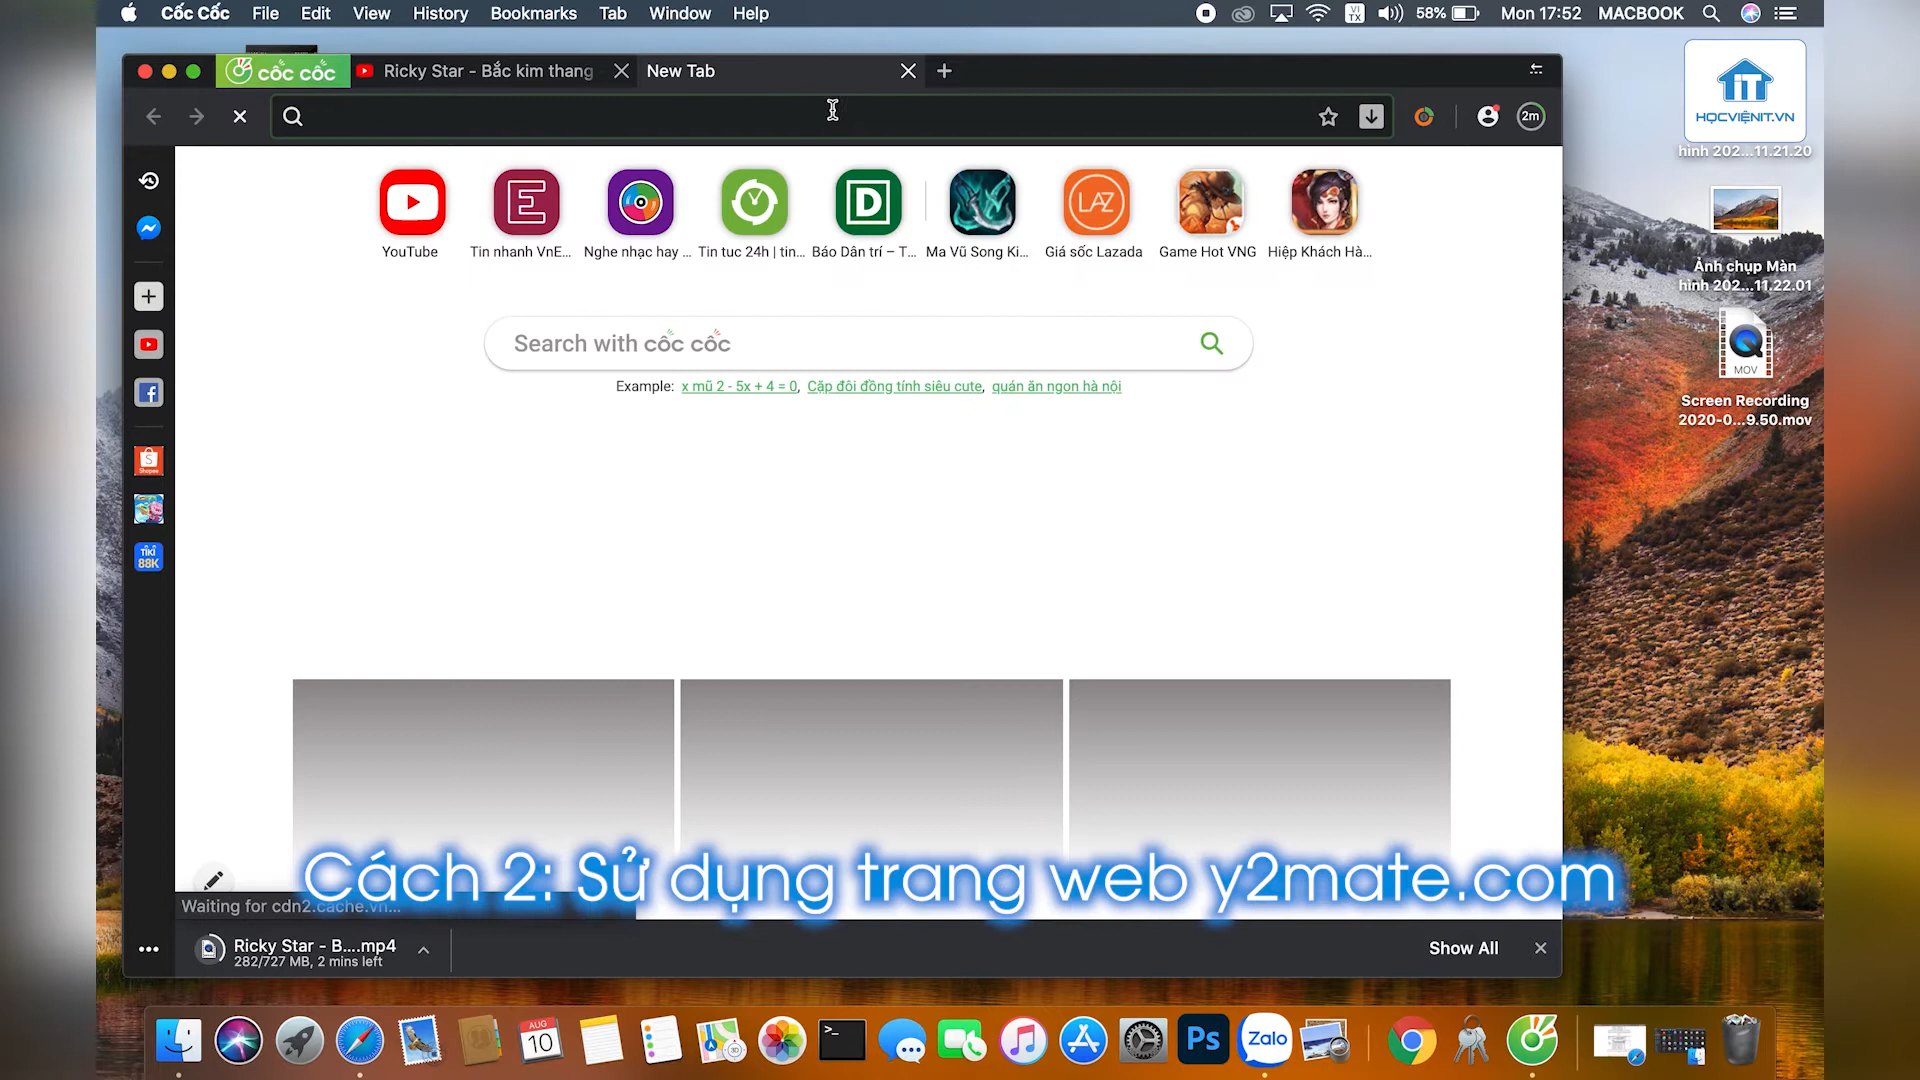 Cốc Cốc File Edit View History Bookmarks Tab Window Help VI TX 58% Mon 17:52 MACBOOK
cốc cốc Ricky Star - Bắc kim thang New Tab
2m
HỌCVIỆNIT.VN
hình 202...11.21.20
Ảnh chụp Màn
hình 202...11.22.01
MOV
Screen Recording
2020-0...9.50.mov
E D LAZ
YouTube Tin nhanh VnE... Nghe nhạc hay ... Tin tuc 24h | tin... Báo Dân trí – T... Ma Vũ Song Ki... Giá sốc Lazada Game Hot VNG Hiệp Khách Hà...
Search with cốc cốc
Example: x mũ 2 - 5x + 4 = 0, Cặp đôi đồng tính siêu cute, quán ăn ngon hà nội
Shopee
TIKI
88K
Cách 2: Sử dụng trang web y2mate.com
Waiting for cdn2.cache.vn...
Ricky Star - B....mp4
282/727 MB, 2 mins left
Show All
AUG
10
3D
Ps
Zalo